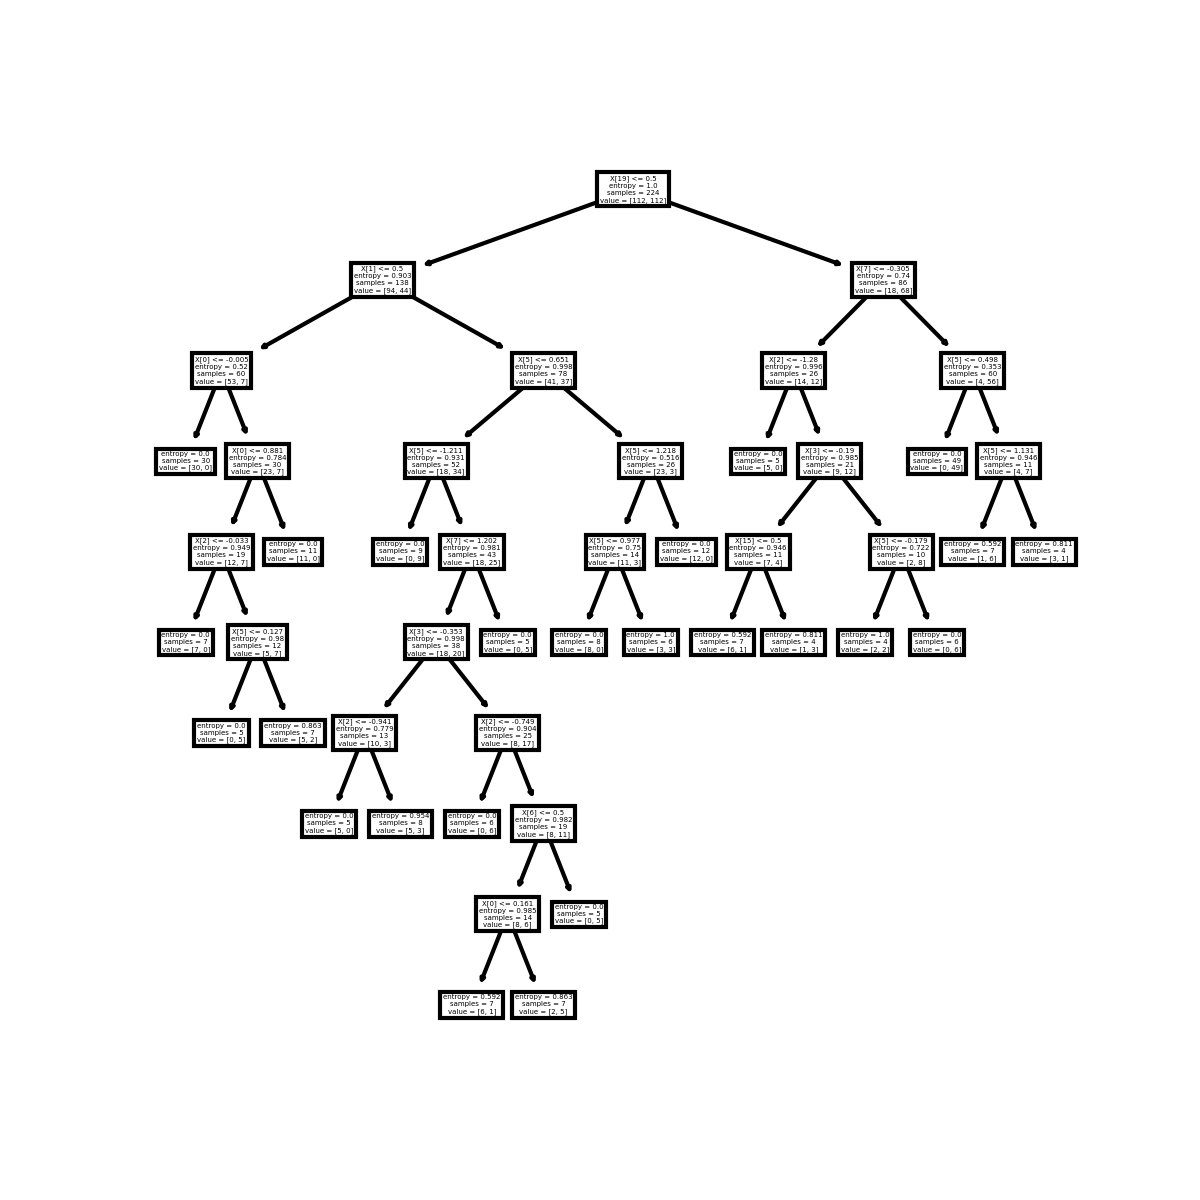 X[19] <= 0.5
entropy = 1.0
samples = 224
value = [112, 112]
X[1] <= 0.5
entropy = 0.903
samples = 138
value = [94, 44]
X[7] <= -0.305
entropy = 0.74
samples = 86
value = [18, 68]
X[0] <= -0.005
entropy = 0.52
samples = 60
value = [53, 7]
X[5] <= 0.651
entropy = 0.998
samples = 78
value = [41, 37]
X[2] <= -1.28
entropy = 0.996
samples = 26
value = [14, 12]
X[5] <= 0.498
entropy = 0.353
samples = 60
value = [4, 56]
entropy = 0.0
samples = 30
value = [30, 0]
X[0] <= 0.881
entropy = 0.784
samples = 30
value = [23, 7]
X[5] <= -1.211
entropy = 0.931
samples = 52
value = [18, 34]
X[5] <= 1.218
entropy = 0.516
samples = 26
value = [23, 3]
entropy = 0.0
samples = 5
value = [5, 0]
X[3] <= -0.19
entropy = 0.985
samples = 21
value = [9, 12]
entropy = 0.0
samples = 49
value = [0, 49]
X[5] <= 1.131
entropy = 0.946
samples = 11
value = [4, 7]
X[2] <= -0.033
entropy = 0.949
samples = 19
value = [12, 7]
entropy = 0.0
samples = 11
value = [11, 0]
entropy = 0.0
samples = 9
value = [0, 9]
X[7] <= 1.202
entropy = 0.981
samples = 43
value = [18, 25]
X[5] <= 0.977
entropy = 0.75
samples = 14
value = [11, 3]
entropy = 0.0
samples = 12
value = [12, 0]
X[15] <= 0.5
entropy = 0.946
samples = 11
value = [7, 4]
X[5] <= -0.179
entropy = 0.722
samples = 10
value = [2, 8]
entropy = 0.592
samples = 7
value = [1, 6]
entropy = 0.811
samples = 4
value = [3, 1]
entropy = 0.0
samples = 7
value = [7, 0]
X[5] <= 0.127
entropy = 0.98
samples = 12
value = [5, 7]
X[3] <= -0.353
entropy = 0.998
samples = 38
value = [18, 20]
entropy = 0.0
samples = 5
value = [0, 5]
entropy = 0.0
samples = 8
value = [8, 0]
entropy = 1.0
samples = 6
value = [3, 3]
entropy = 0.592
samples = 7
value = [6, 1]
entropy = 0.811
samples = 4
value = [1, 3]
entropy = 1.0
samples = 4
value = [2, 2]
entropy = 0.0
samples = 6
value = [0, 6]
entropy = 0.0
samples = 5
value = [0, 5]
entropy = 0.863
samples = 7
value = [5, 2]
X[2] <= -0.941
entropy = 0.779
samples = 13
value = [10, 3]
X[2] <= -0.749
entropy = 0.904
samples = 25
value = [8, 17]
entropy = 0.0
samples = 5
value = [5, 0]
entropy = 0.954
samples = 8
value = [5, 3]
entropy = 0.0
samples = 6
value = [0, 6]
X[6] <= 0.5
entropy = 0.982
samples = 19
value = [8, 11]
X[0] <= 0.161
entropy = 0.985
samples = 14
value = [8, 6]
entropy = 0.0
samples = 5
value = [0, 5]
entropy = 0.592
samples = 7
value = [6, 1]
entropy = 0.863
samples = 7
value = [2, 5]